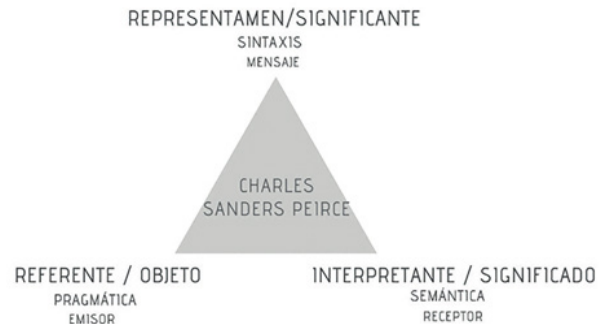 REPRESENTAMEN/SIGNIFICANTE
SINTAXIS
MENSAJE
CHARLES
SANDERS PEIRCE
REFERENTE / OBJETO
PRAGMÁTICA
EMISOR
INTERPRETANTE / SIGNIFICADO
SEMÁNTICA
RECEPTOR